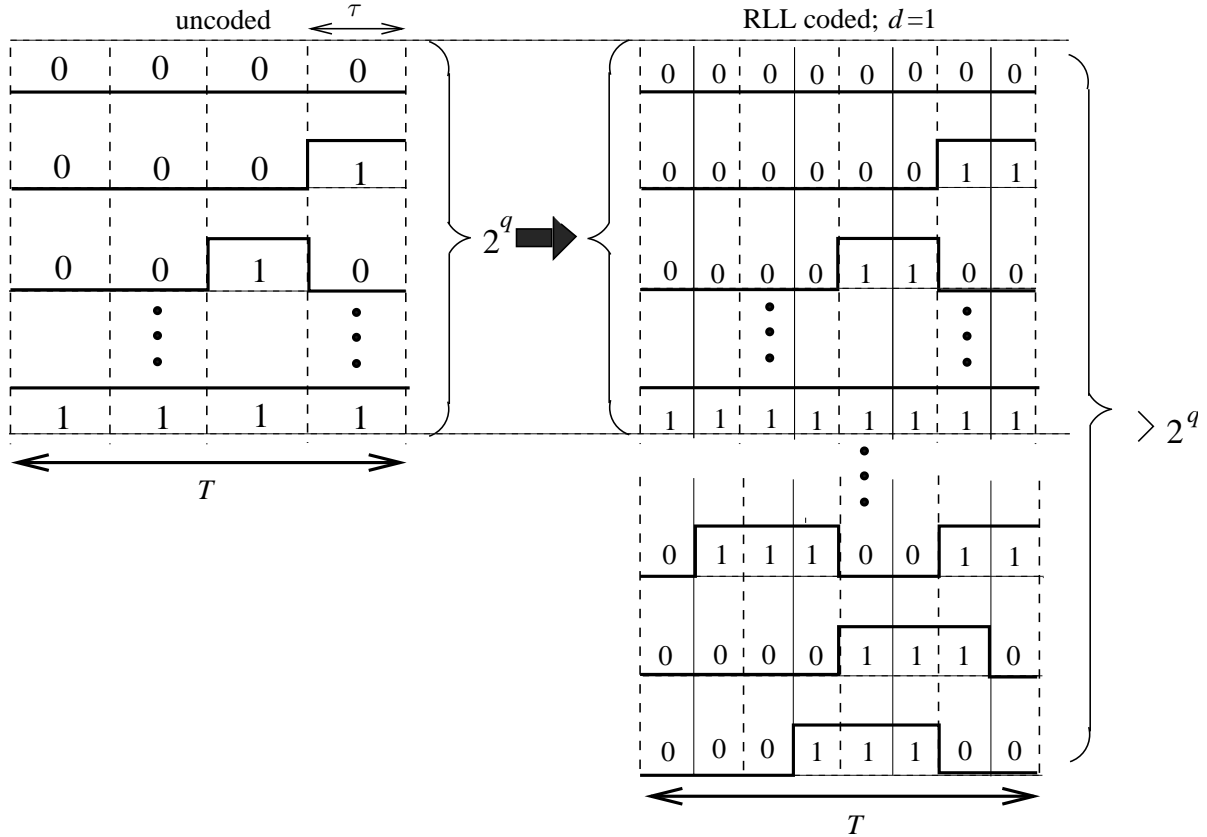 uncoded
τ
RLL coded; d=1
0 0 0 0
0 0 0 0 0 0 0 0
0 0 0 1
0 0 0 0 0 0 1 1
2^q
0 0 1 0
0 0 0 0 1 1 0 0
1 1 1 1
1 1 1 1 1 1 1 1
> 2^q
T
0 1 1 1 0 0 1 1
0 0 0 0 1 1 1 0
0 0 0 1 1 1 0 0
T